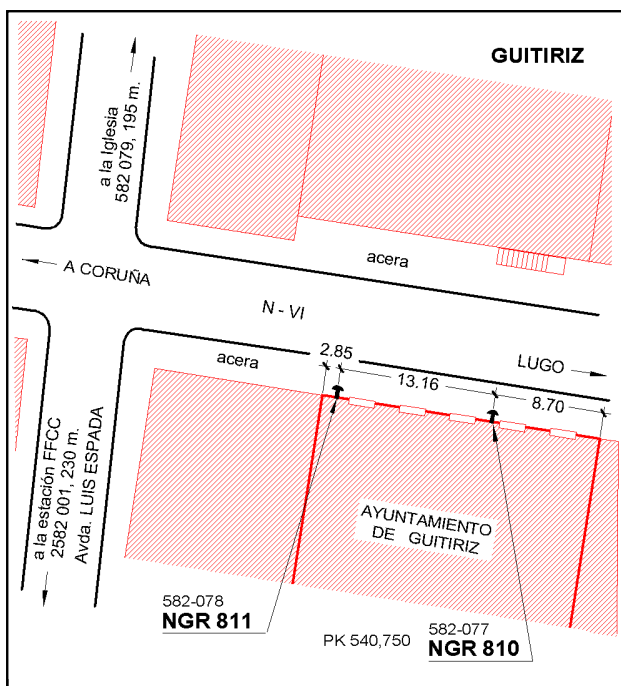 GUITIRIZ
a la Iglesia
582 079, 195 m.
acera
A CORUÑA
N - VI
acera
2.85
13.16
LUGO
8.70
a la estación FFCC
2582 001, 230 m.
Avda. LUIS ESPADA
AYUNTAMIENTO
DE GUITIRIZ
582-078
NGR 811
PK 540,750
582-077
NGR 810